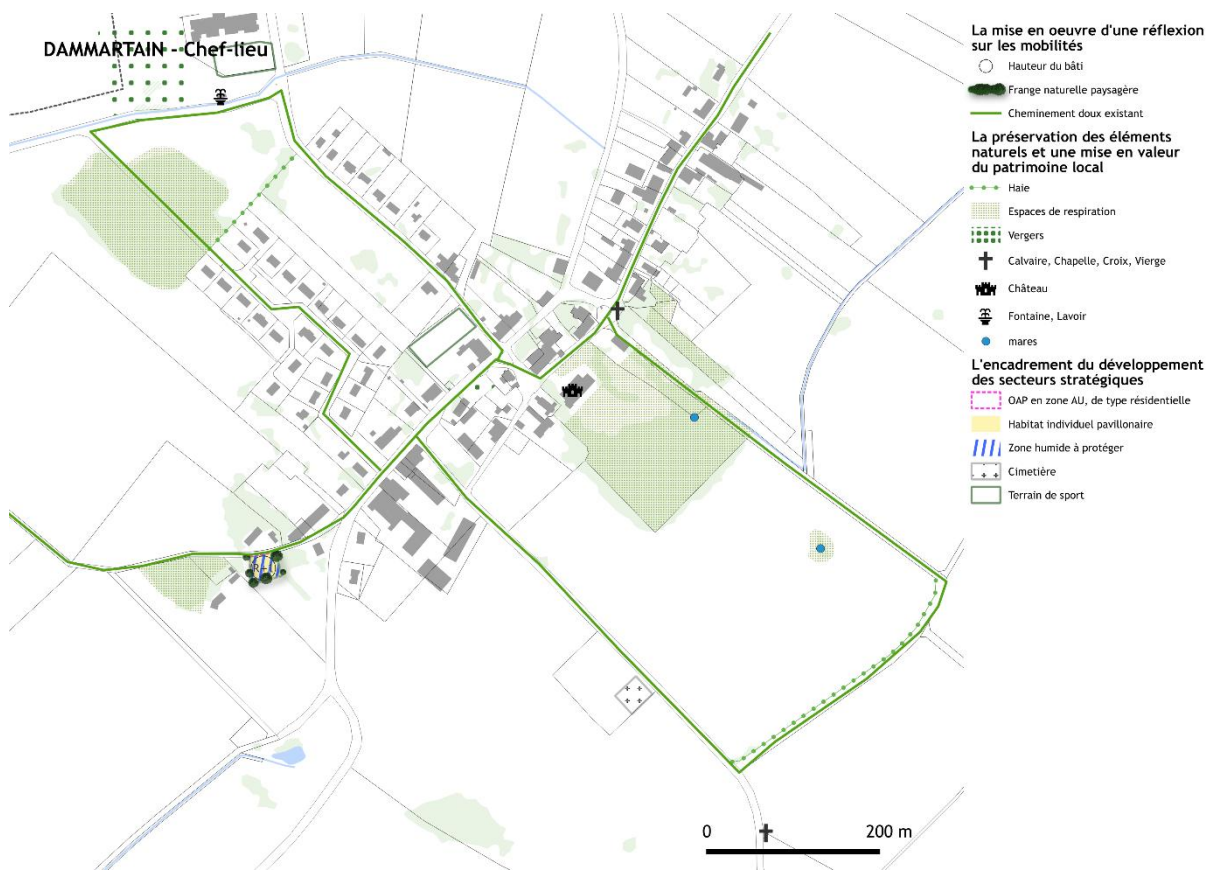 DAMMARTAIN - Chef-lieu
La mise en oeuvre d'une réflexion
sur les mobilités
Hauteur du bâti
Frange naturelle paysagère
Cheminement doux existant
La préservation des éléments
naturels et une mise en valeur
du patrimoine local
Haie
Espaces de respiration
Vergers
Calvaire, Chapelle, Croix, Vierge
Château
Fontaine, Lavoir
mares
L'encadrement du développement
des secteurs stratégiques
OAP en zone AU, de type résidentielle
Habitat individuel pavillonaire
Zone humide à protéger
Cimetière
Terrain de sport
0
200 m